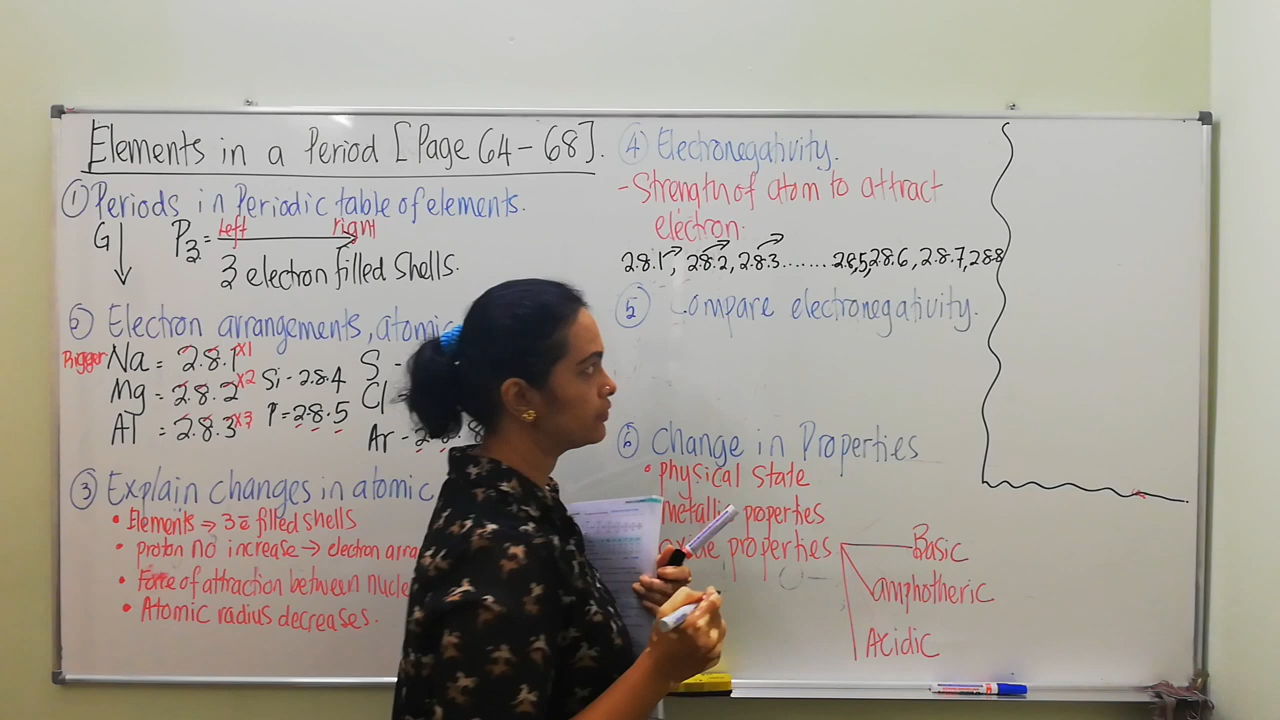 Elements in a Period [Page 64-68].
① Periods in Periodic table of elements.
G↓ P3 = left right
3 electron filled shells.
Electron arrangements, atomic
Bigger Na = 2.8.1 x1
Mg = 2.8.2 x2
Al = 2.8.3 x3
Si - 2.8.4
P = 2.8.5
S -
Cl
Ar -
③ Explain changes in atomic
• Elements → 3ē filled shells
• proton no increase → electron arra
• Force of attraction between nucle
• Atomic radius decreases.
④ Electronegativity.
- Strength of atom to attract
electron.
2.8.1, 2.8.2, 2.8.3....... 2.8.5, 2.8.6, 2.8.7, 2.8.8
⑤ Compare electronegativity.
⑥ Change in Properties
• physical state
metallic properties
oxide properties
Basic
amphotheric
Acidic